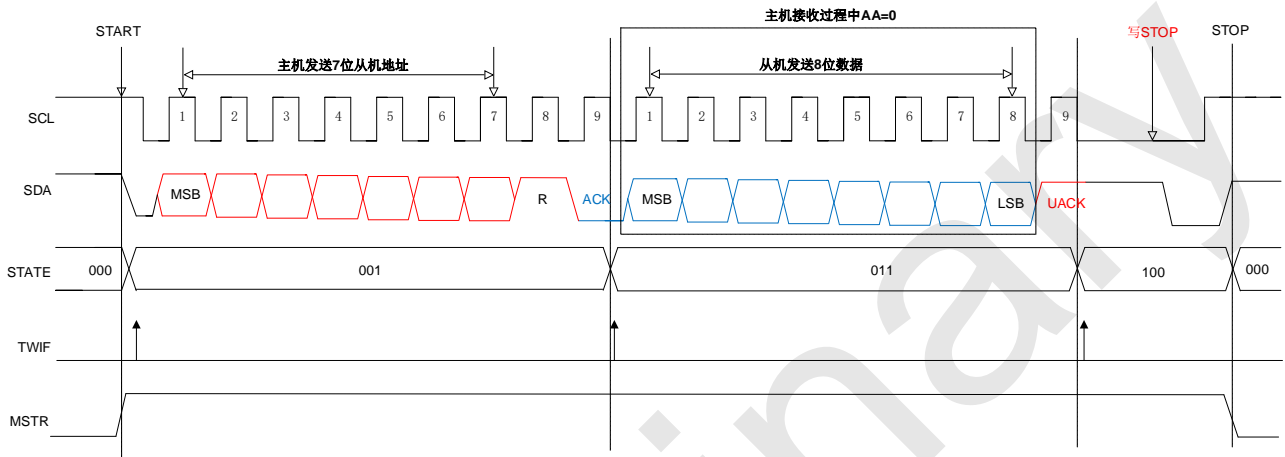 主机接收过程中AA=0
START
写STOP
STOP
主机发送7位从机地址
从机发送8位数据
SCL
1 2 3 4 5 6 7 8 9 1 2 3 4 5 6 7 8 9
SDA
MSB R ACK MSB LSB UACK
STATE 000 001 011 100 000
TWIF
MSTR
inary